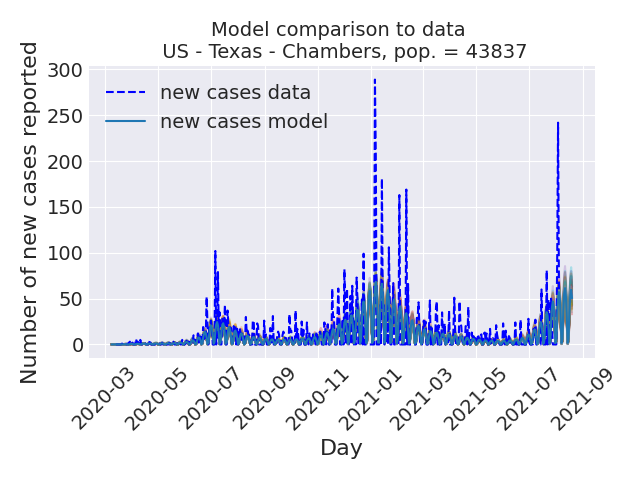 Model comparison to data
US - Texas - Chambers, pop. = 43837
Number of new cases reported
300
250
200
150
100
50
0
new cases data
new cases model
2020-03
2020-05
2020-07
2020-09
2020-11
2021-01
2021-03
2021-05
2021-07
2021-09
Day